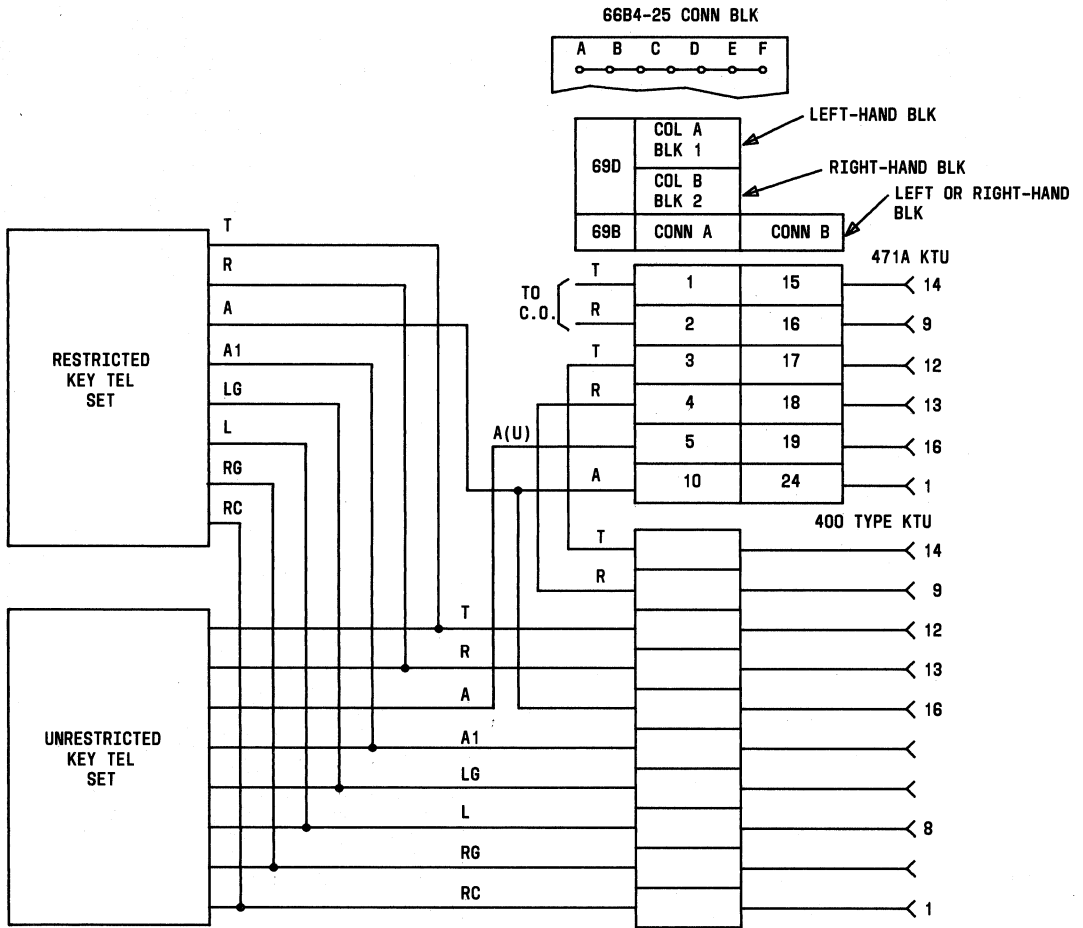 66B4-25 CONN BLK
A B C D E F
LEFT-HAND BLK
COL A
BLK 1
69D
RIGHT-HAND BLK
COL B
BLK 2
LEFT OR RIGHT-HAND
BLK
69B CONN A CONN B
471A KTU
T
R
A
A1
LG
L
RG
RC
RESTRICTED
KEY TEL
SET
TO
C.O.
T 1 15 14
R 2 16 9
T 3 17 12
R 4 18 13
A(U) 5 19 16
A 10 24 1
400 TYPE KTU
T 14
R 9
T 12
R 13
A 16
A1
LG
L 8
RG
RC 1
UNRESTRICTED
KEY TEL
SET